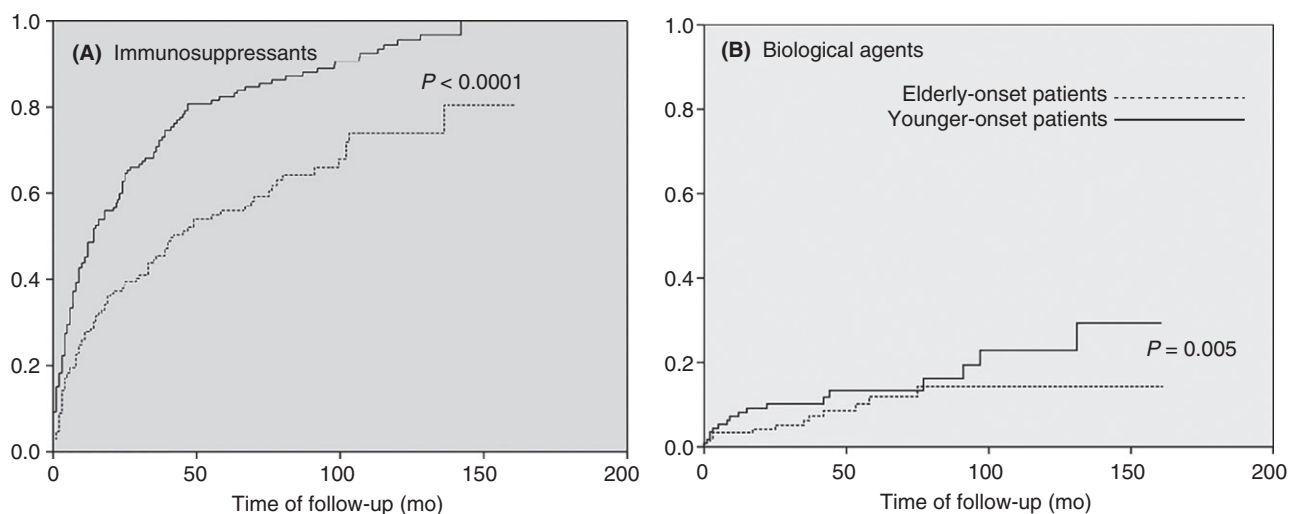 (A) Immunosuppressants
P < 0.0001
1.0
0.8
0.6
0.4
0.2
0.0
0 50 100 150 200
Time of follow-up (mo)
(B) Biological agents
Elderly-onset patients
Younger-onset patients
P = 0.005
1.0
0.8
0.6
0.4
0.2
0.0
0 50 100 150 200
Time of follow-up (mo)